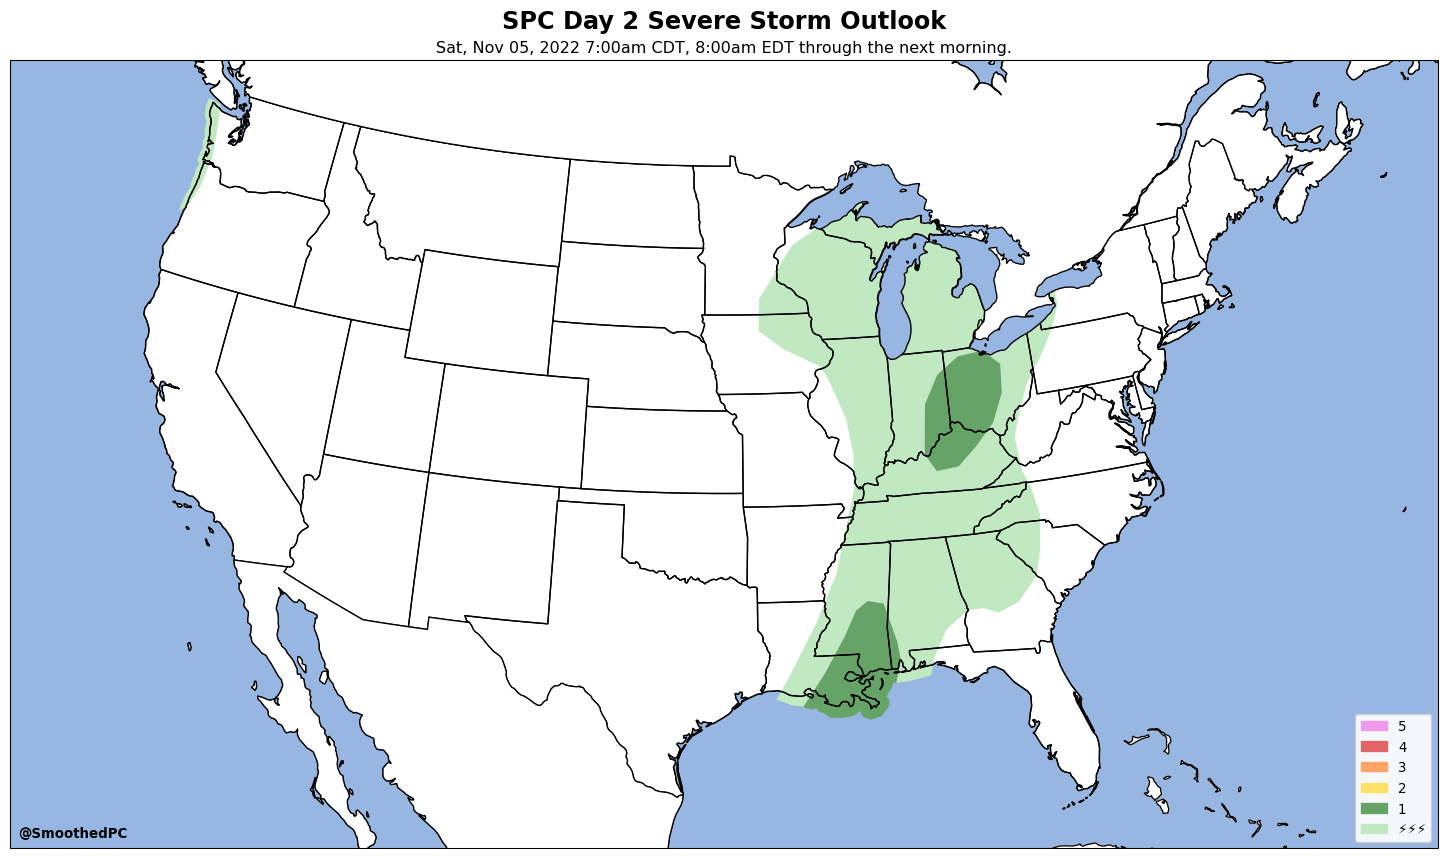 SPC Day 2 Severe Storm Outlook
Sat, Nov 05, 2022 7:00am CDT, 8:00am EDT through the next morning.
5
4
3
2
1
⚡⚡⚡
@SmoothedPC